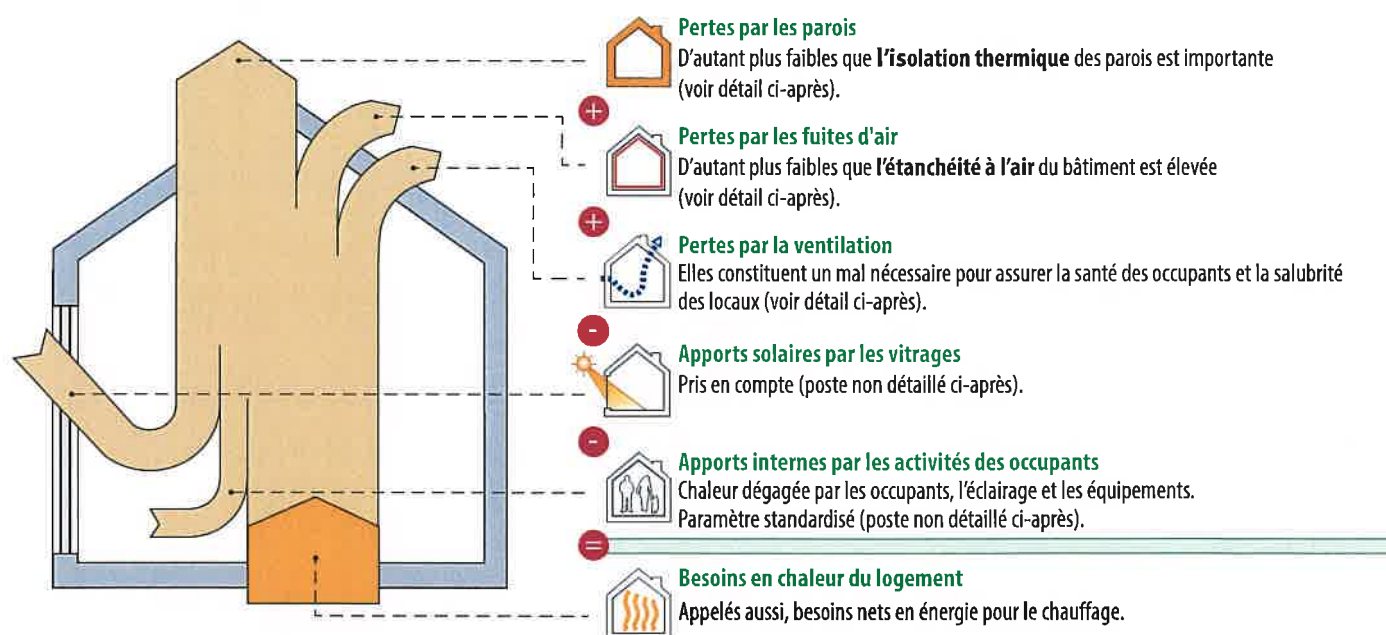 Pertes par les parois
D'autant plus faibles que l'isolation thermique des parois est importante
(voir détail ci-après).
+
Pertes par les fuites d'air
D'autant plus faibles que l'étanchéité à l'air du bâtiment est élevée
(voir détail ci-après).
+
Pertes par la ventilation
Elles constituent un mal nécessaire pour assurer la santé des occupants et la salubrité
des locaux (voir détail ci-après).
-
Apports solaires par les vitrages
Pris en compte (poste non détaillé ci-après).
-
Apports internes par les activités des occupants
Chaleur dégagée par les occupants, l'éclairage et les équipements.
Paramètre standardisé (poste non détaillé ci-après).
=
Besoins en chaleur du logement
Appelés aussi, besoins nets en énergie pour le chauffage.